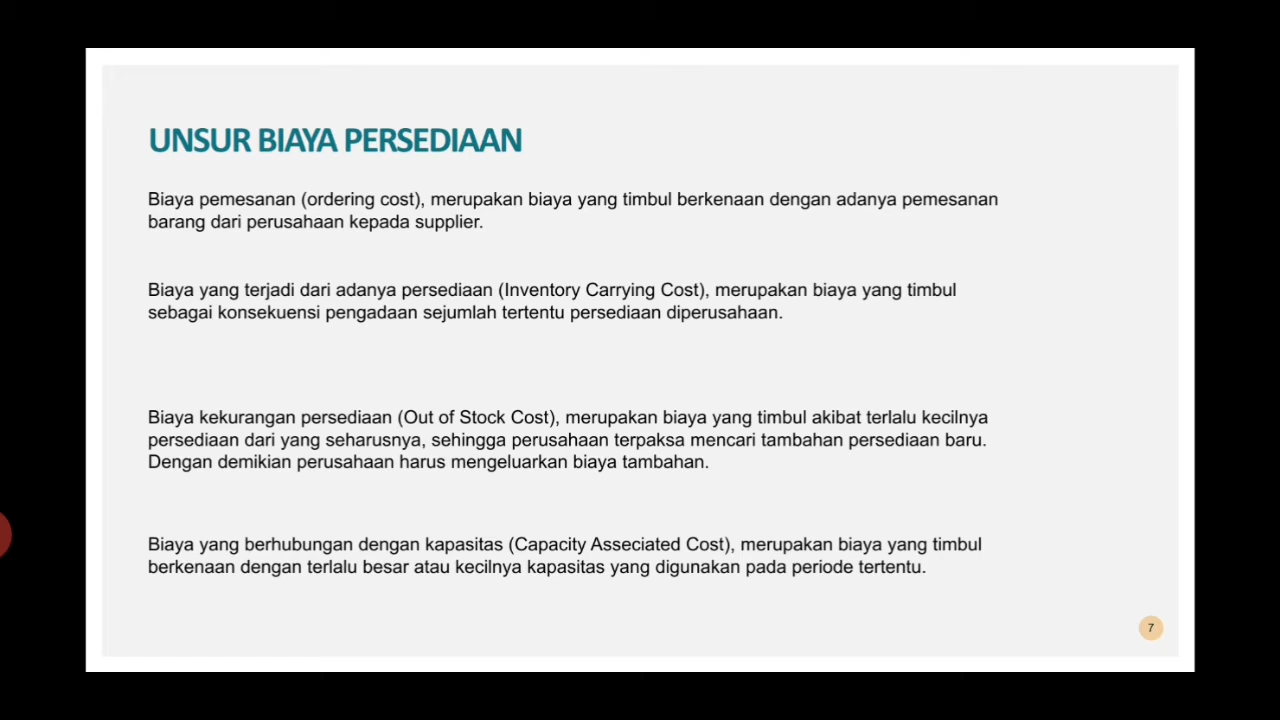 UNSUR BIAYA PERSEDIAAN
Biaya pemesanan (ordering cost), merupakan biaya yang timbul berkenaan dengan adanya pemesanan
barang dari perusahaan kepada supplier.
Biaya yang terjadi dari adanya persediaan (Inventory Carrying Cost), merupakan biaya yang timbul
sebagai konsekuensi pengadaan sejumlah tertentu persediaan diperusahaan.
Biaya kekurangan persediaan (Out of Stock Cost), merupakan biaya yang timbul akibat terlalu kecilnya
persediaan dari yang seharusnya, sehingga perusahaan terpaksa mencari tambahan persediaan baru.
Dengan demikian perusahaan harus mengeluarkan biaya tambahan.
Biaya yang berhubungan dengan kapasitas (Capacity Asseciated Cost), merupakan biaya yang timbul
berkenaan dengan terlalu besar atau kecilnya kapasitas yang digunakan pada periode tertentu.
7